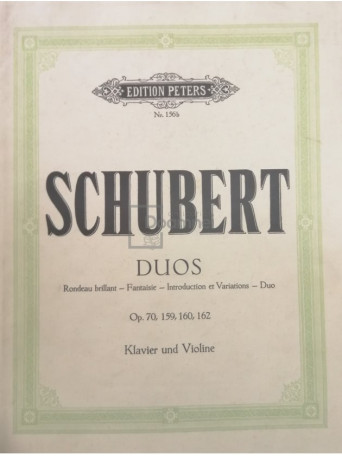 EDITION PETERS
Nr. 156b
SCHUBERT
DUOS
Rondeau brillant – Fantaisie – Introduction et Variations – Duo
Op. 70, 159, 160, 162
Klavier und Violine